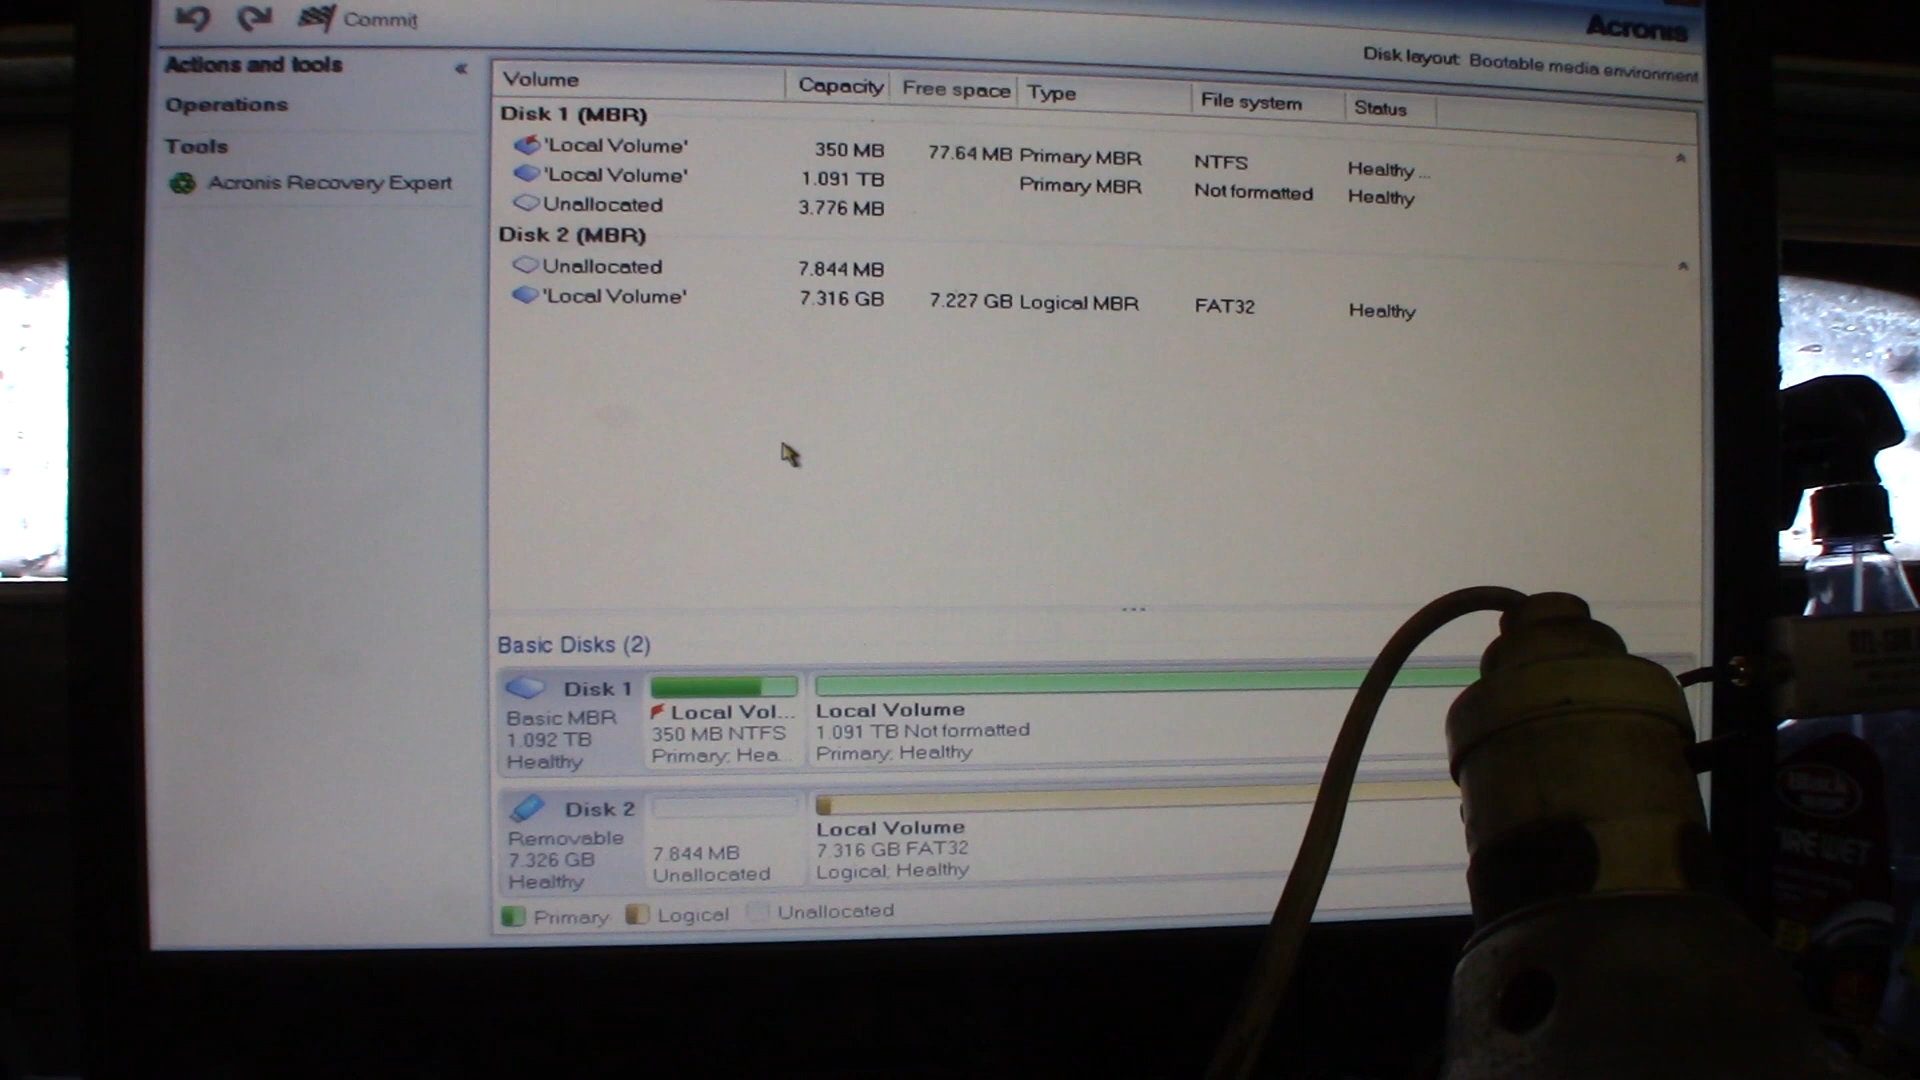 Commit
Acronis
Disk layout: Bootable media environment
Actions and tools «
Operations
Tools
Acronis Recovery Expert
Volume Capacity Free space Type File system Status
Disk 1 (MBR)
'Local Volume' 350 MB 77.64 MB Primary MBR NTFS Healthy ...
'Local Volume' 1.091 TB Primary MBR Not formatted Healthy
Unallocated 3.776 MB
Disk 2 (MBR)
Unallocated 7.844 MB
'Local Volume' 7.316 GB 7.227 GB Logical MBR FAT32 Healthy
Basic Disks (2)
Disk 1
Basic MBR
1.092 TB
Healthy
Local Vol...
350 MB NTFS
Primary; Hea...
Local Volume
1.091 TB Not formatted
Primary; Healthy
Disk 2
Removable
7.326 GB
Healthy
7.844 MB
Unallocated
Local Volume
7.316 GB FAT32
Logical; Healthy
Primary Logical Unallocated